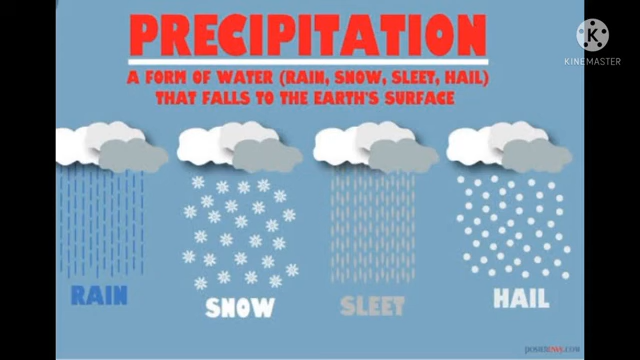 PRECIPITATION
A FORM OF WATER (RAIN, SNOW, SLEET, HAIL)
THAT FALLS TO THE EARTH'S SURFACE
RAIN
SNOW
SLEET
HAIL
K
KINEMASTER